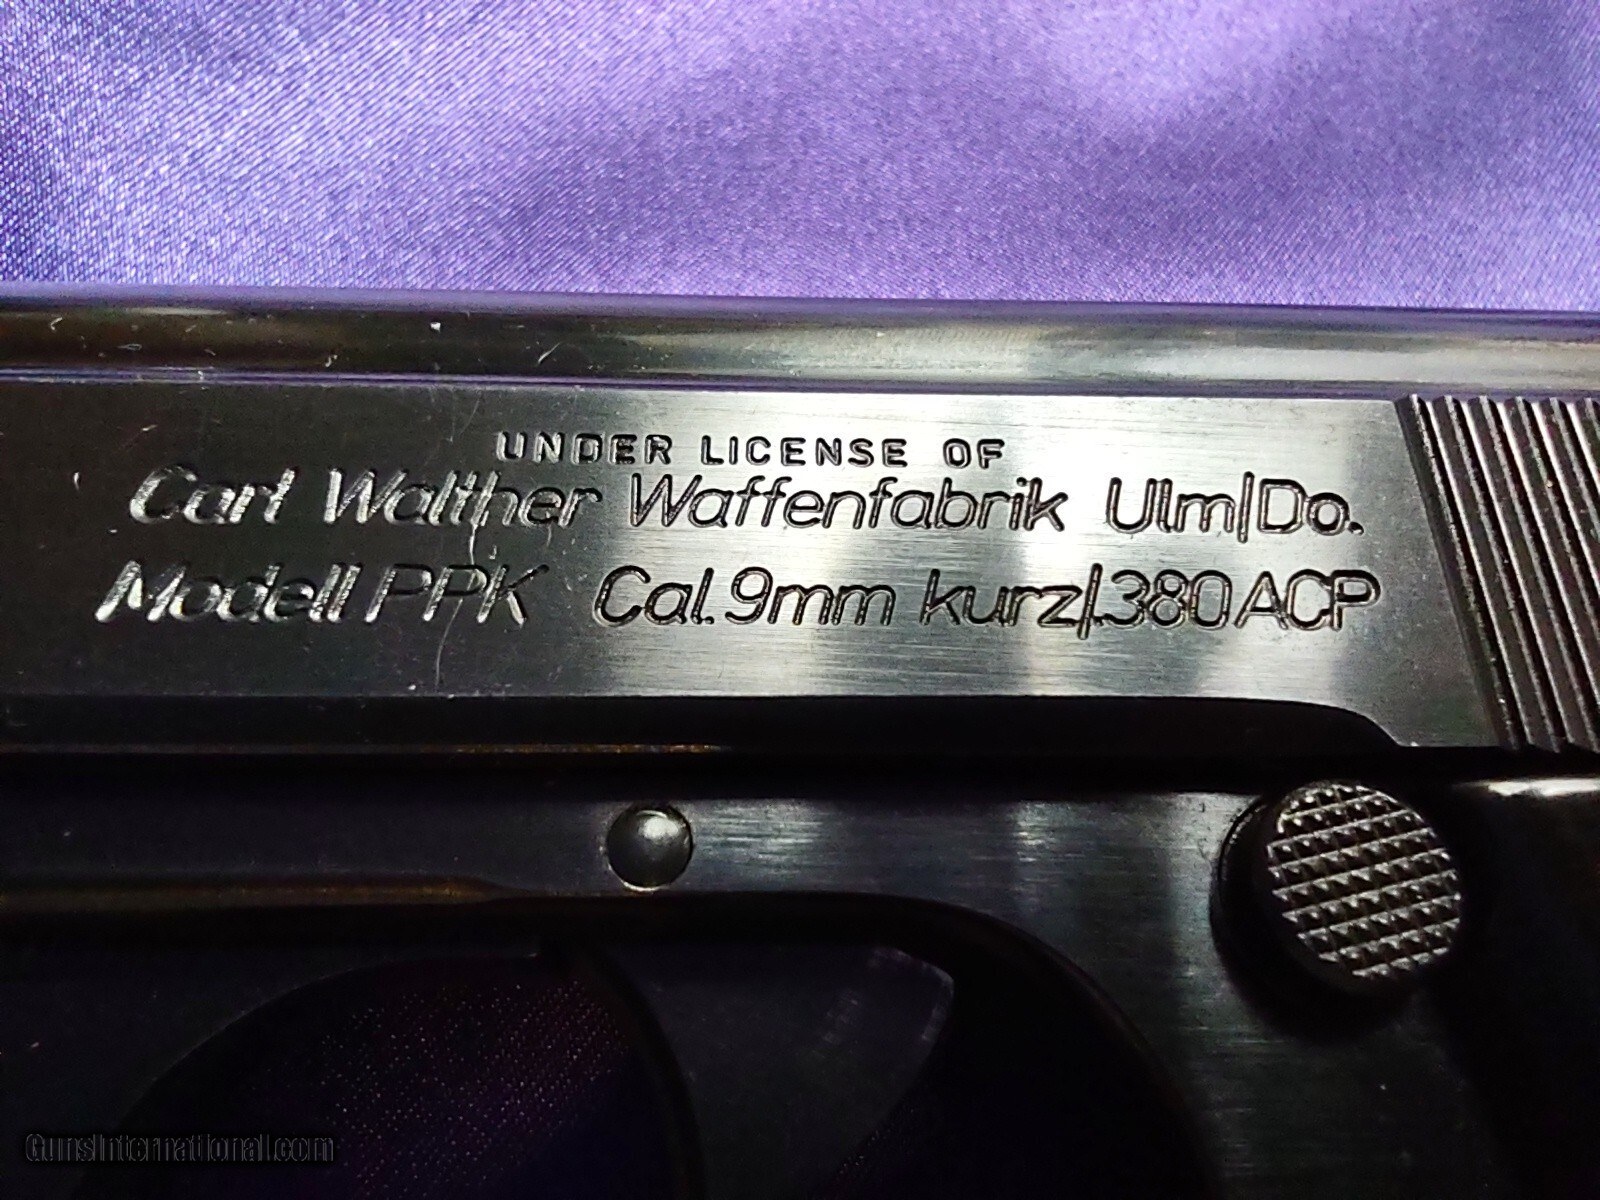 UNDER LICENSE OF
Carl Walther Waffenfabrik Ulm/Do.
Modell PPK Cal. 9mm kurz/.380ACP
GunsInternational.com